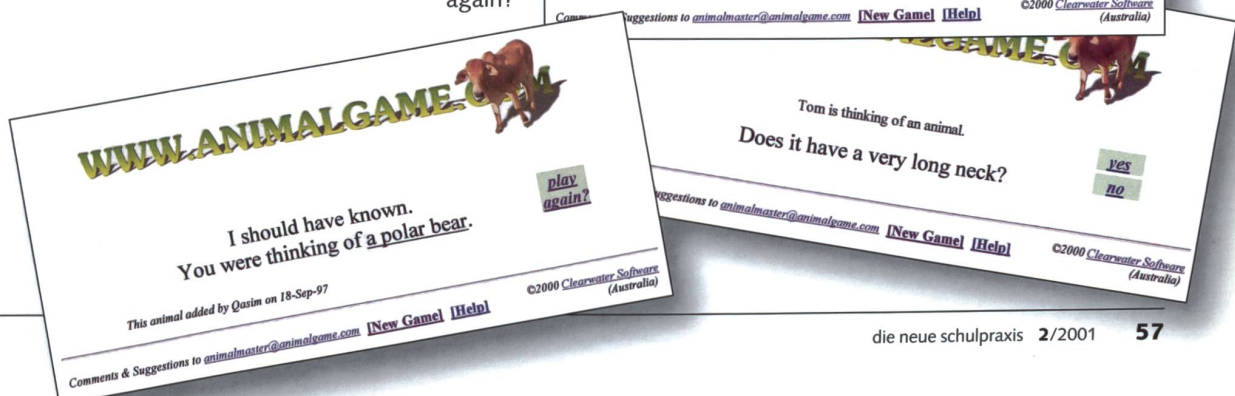 again?
Suggestions to animalmaster@animalgame.com [New Game] [Help]
©2000 Clearwater Software
(Australia)
WWW.ANIMALGAME.COM
play
again?
I should have known.
You were thinking of a polar bear.
This animal added by Qasim on 18-Sep-97
Comments & Suggestions to animalmaster@animalgame.com [New Game] [Help]
©2000 Clearwater Software
(Australia)
Tom is thinking of an animal.
Does it have a very long neck?
yes
no
uggestions to animalmaster@animalgame.com [New Game] [Help]
©2000 Clearwater Software
(Australia)
die neue schulpraxis 2/2001 57